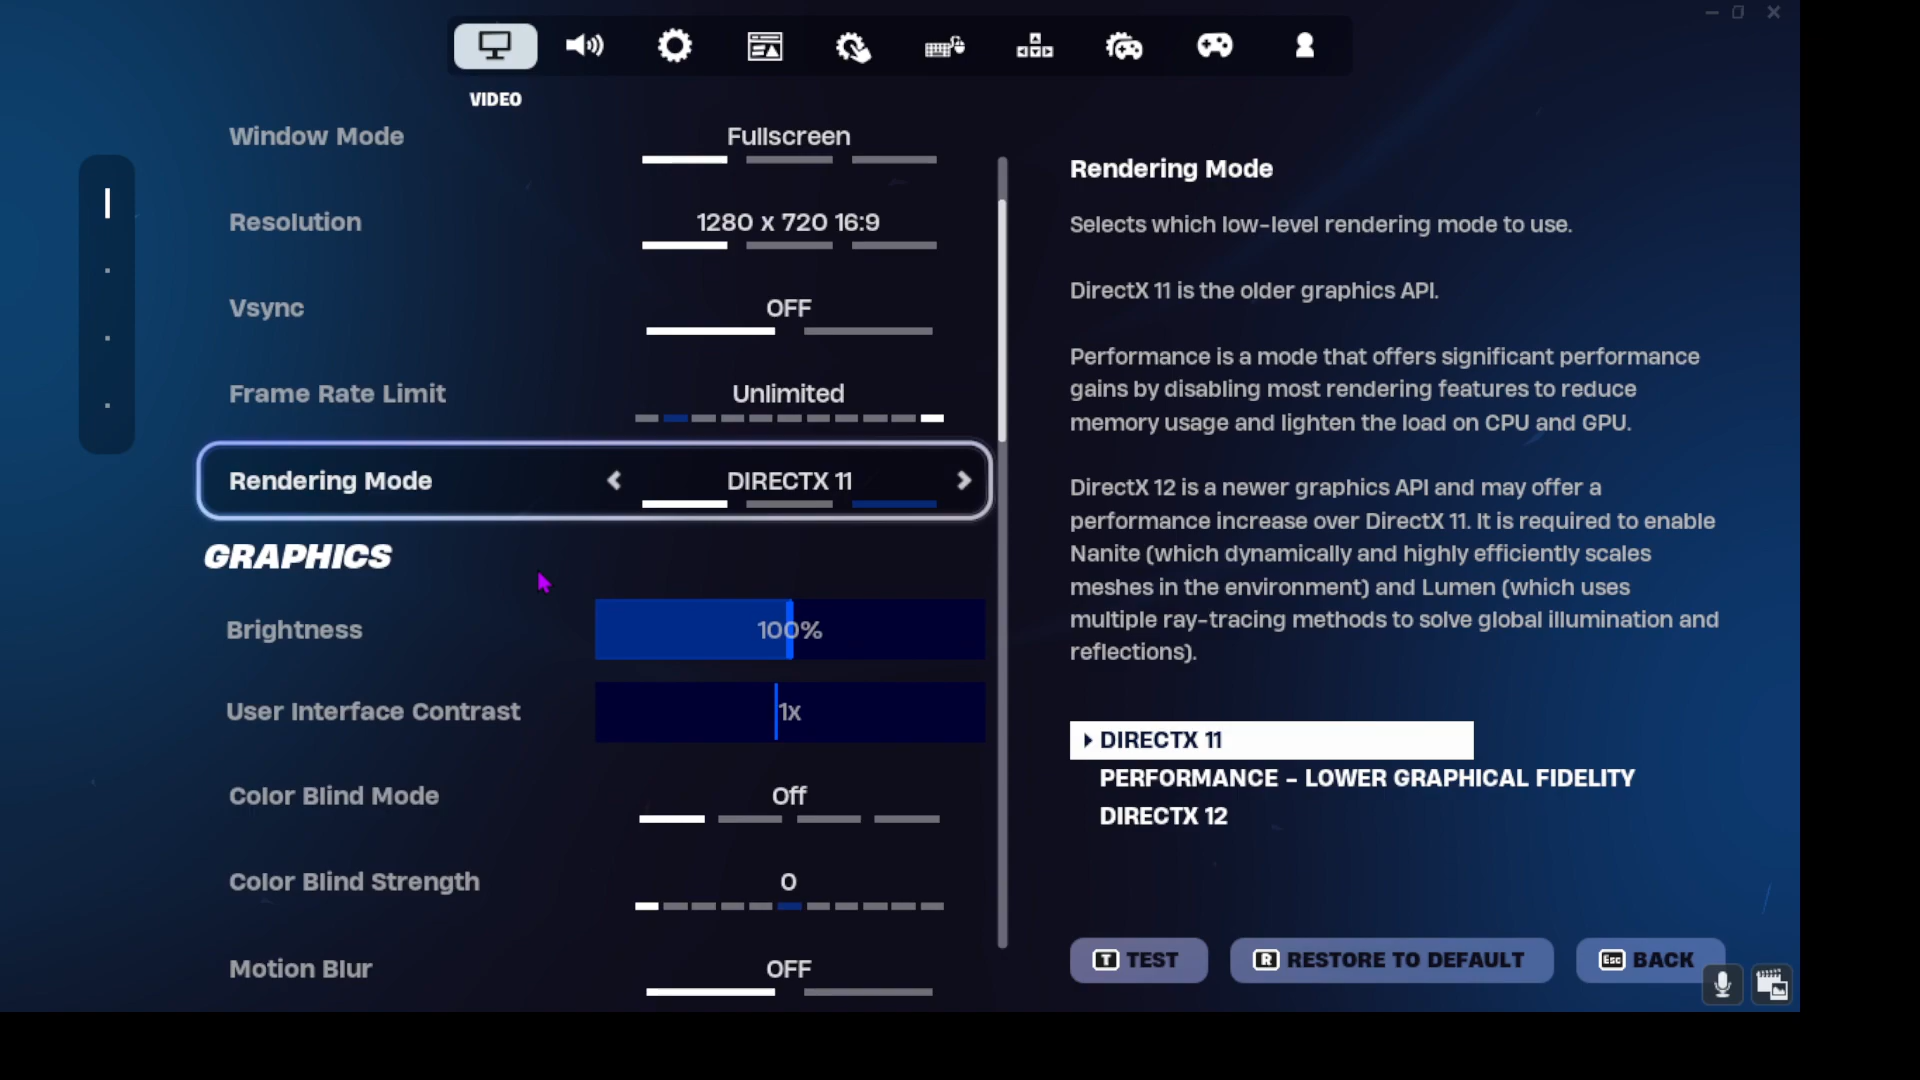 VIDEO
Window Mode
Fullscreen
Resolution
1280 x 720 16:9
Vsync
OFF
Frame Rate Limit
Unlimited
Rendering Mode
DIRECTX 11
GRAPHICS
Brightness
100%
User Interface Contrast
1x
Color Blind Mode
Off
Color Blind Strength
0
Motion Blur
OFF
Rendering Mode
Selects which low-level rendering mode to use.
DirectX 11 is the older graphics API.
Performance is a mode that offers significant performance
gains by disabling most rendering features to reduce
memory usage and lighten the load on CPU and GPU.
DirectX 12 is a newer graphics API and may offer a
performance increase over DirectX 11. It is required to enable
Nanite (which dynamically and highly efficiently scales
meshes in the environment) and Lumen (which uses
multiple ray-tracing methods to solve global illumination and
reflections).
DIRECTX 11
PERFORMANCE - LOWER GRAPHICAL FIDELITY
DIRECTX 12
T TEST
R RESTORE TO DEFAULT
Esc BACK